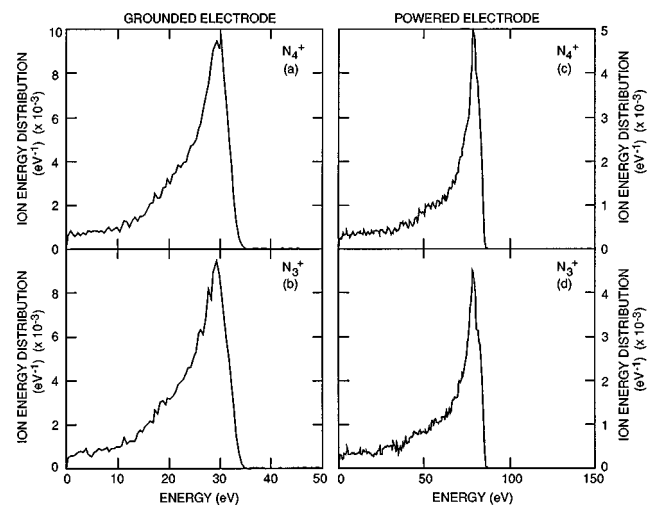 GROUNDED ELECTRODE
POWERED ELECTRODE
ION ENERGY DISTRIBUTION
(eV⁻¹) (x 10⁻³)
10
8
6
4
2
0
N₄⁺
(a)
N₄⁺
(c)
5
4
3
2
1
0
ION ENERGY DISTRIBUTION
(eV⁻¹) (x 10⁻³)
ION ENERGY DISTRIBUTION
(eV⁻¹) (x 10⁻³)
8
6
4
2
0
N₃⁺
(b)
N₃⁺
(d)
4
3
2
1
0
ION ENERGY DISTRIBUTION
(eV⁻¹) (x 10⁻³)
0 10 20 30 40 50
50 100 150
ENERGY (eV)
ENERGY (eV)